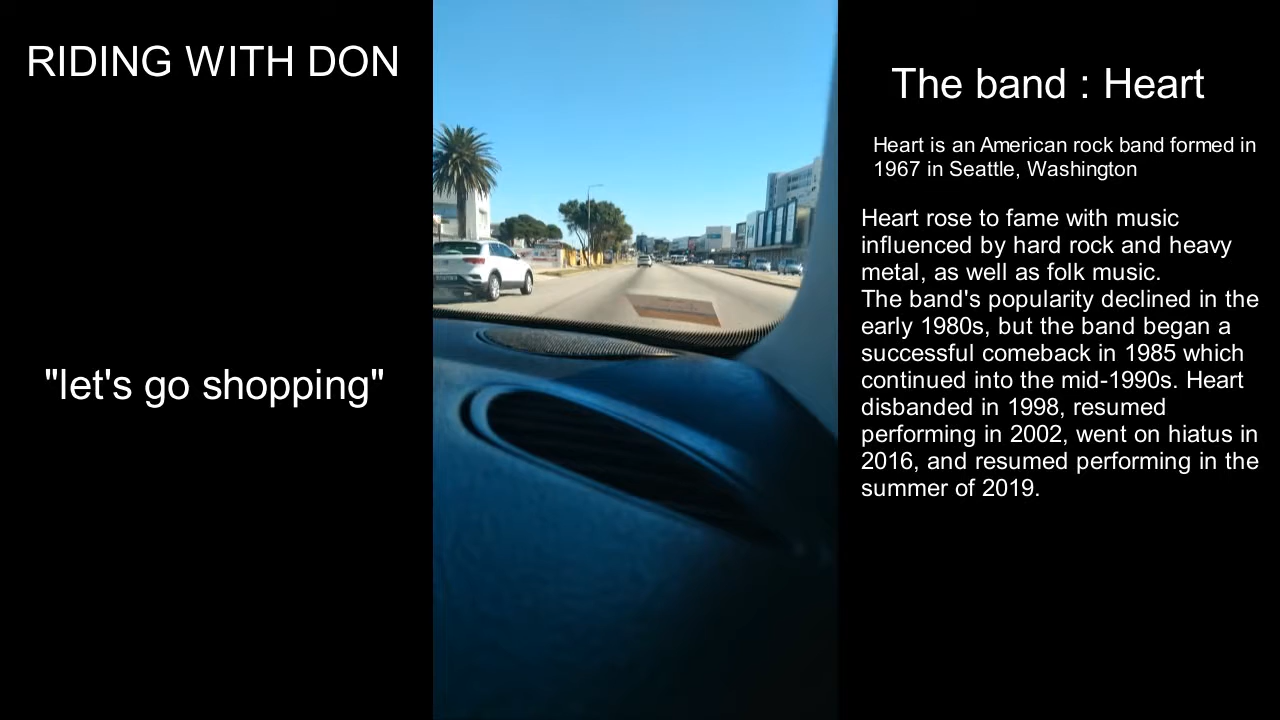 RIDING WITH DON
"let's go shopping"
The band : Heart
Heart is an American rock band formed in
1967 in Seattle, Washington
Heart rose to fame with music
influenced by hard rock and heavy
metal, as well as folk music.
The band's popularity declined in the
early 1980s, but the band began a
successful comeback in 1985 which
continued into the mid-1990s. Heart
disbanded in 1998, resumed
performing in 2002, went on hiatus in
2016, and resumed performing in the
summer of 2019.